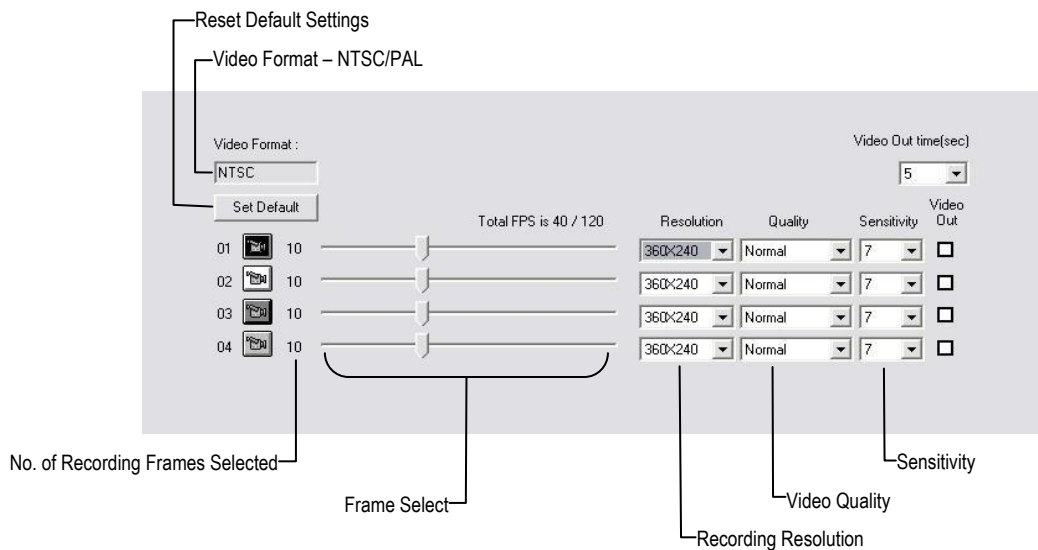 Reset Default Settings
Video Format – NTSC/PAL
Video Format :
Video Out time(sec)
NTSC
5
Set Default
Total FPS is 40 / 120
Resolution
Quality
Sensitivity
Video Out
01 10 360X240 Normal 7
02 10 360X240 Normal 7
03 10 360X240 Normal 7
04 10 360X240 Normal 7
No. of Recording Frames Selected
Sensitivity
Frame Select
Video Quality
Recording Resolution